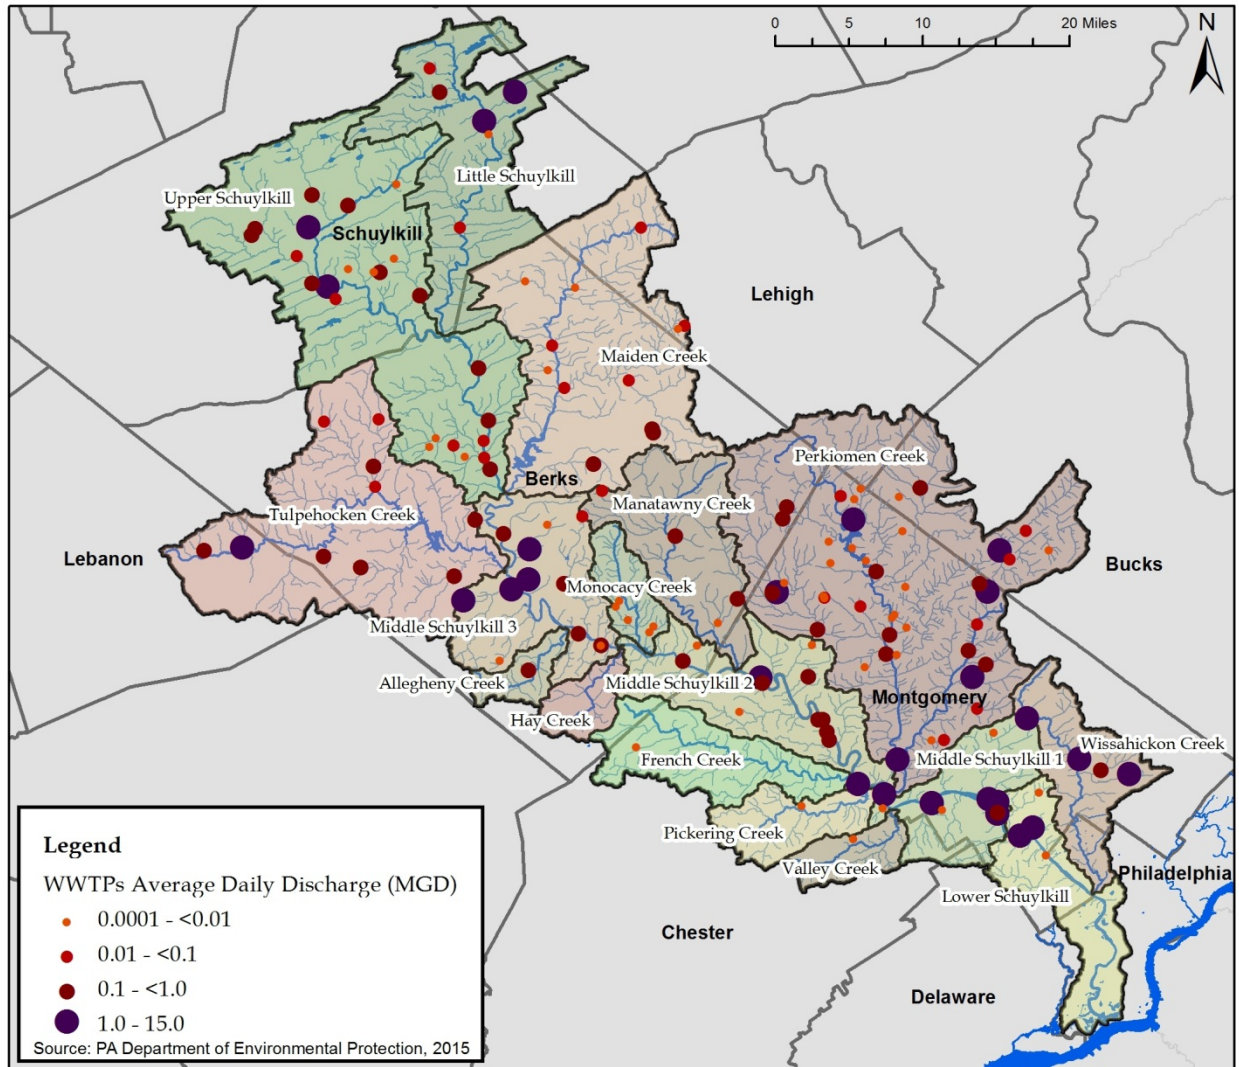 0 5 10 20 Miles
N
Little Schuylkill
Upper Schuylkill
Schuylkill
Lehigh
Maiden Creek
Perkiomen Creek
Berks
Manatawny Creek
Tulpehocken Creek
Lebanon
Bucks
Monocacy Creek
Middle Schuylkill 3
Allegheny Creek
Middle Schuylkill 2
Montgomery
Hay Creek
Wissahickon Creek
French Creek
Middle Schuylkill 1
Pickering Creek
Valley Creek
Philadelphia
Lower Schuylkill
Chester
Delaware
Legend
WWTPs Average Daily Discharge (MGD)
0.0001 - <0.01
0.01 - <0.1
0.1 - <1.0
1.0 - 15.0
Source: PA Department of Environmental Protection, 2015